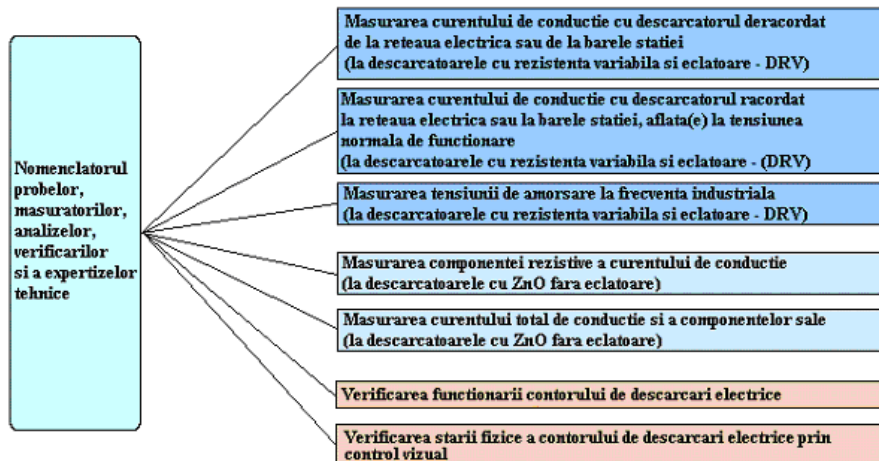 Nomenclatorul
probelor,
masuratorilor,
analizelor,
verificarilor
si a expertizelor
tehnice
Masurarea curentului de conductie cu descarcatorul deracordat
de la reteaua electrica sau de la barele statiei
(la descarcatoarele cu rezistenta variabila si eclatoare - DRV)
Masurarea curentului de conductie cu descarcatorul racordat
la reteaua electrica sau la barele statiei, aflata(e) la tensiunea
normala de functionare
(la descarcatoarele cu rezistenta variabila si eclatoare - (DRV)
Masurarea tensiunii de amorsare la frecventa industriala
(la descarcatoarele cu rezistenta variabila si eclatoare - DRV)
Masurarea componentei rezistive a curentului de conductie
(la descarcatoarele cu ZnO fara eclatoare)
Masurarea curentului total de conductie si a componentelor sale
(la descarcatoarele cu ZnO fara eclatoare)
Verificarea functionarii contorului de descarcari electrice
Verificarea starii fizice a contorului de descarcari electrice prin
control vizual